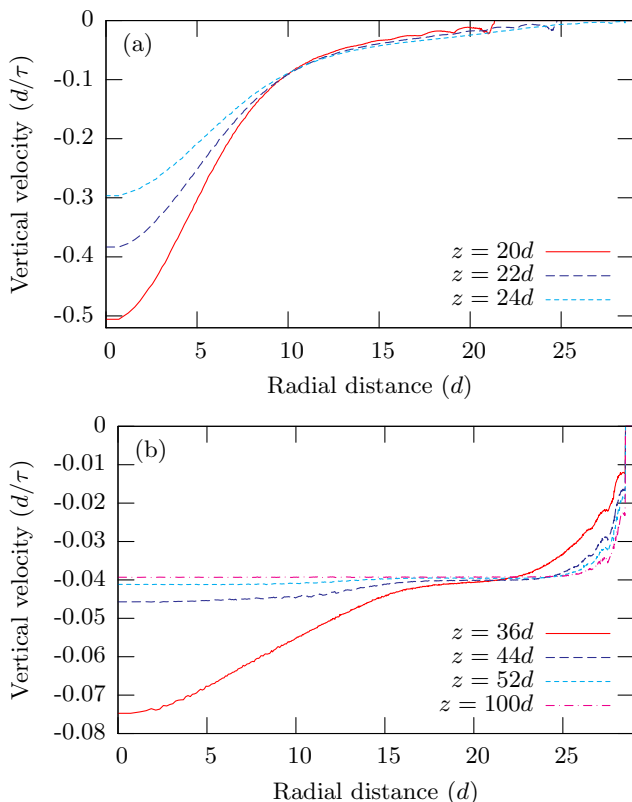 (a)
Vertical velocity (d/τ)
0
-0.1
-0.2
-0.3
-0.4
-0.5
z = 20d
z = 22d
z = 24d
0 5 10 15 20 25
Radial distance (d)
(b)
Vertical velocity (d/τ)
0
-0.01
-0.02
-0.03
-0.04
-0.05
-0.06
-0.07
-0.08
z = 36d
z = 44d
z = 52d
z = 100d
0 5 10 15 20 25
Radial distance (d)